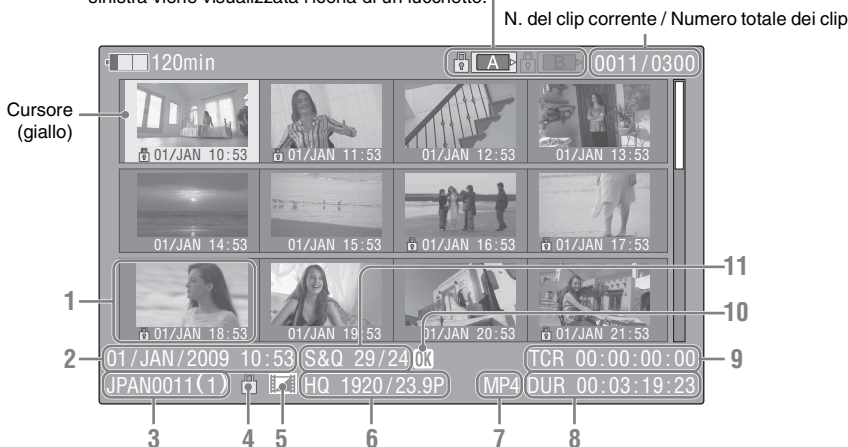 sinistra viene visualizzata l'icona di un lucchetto.
N. del clip corrente / Numero totale dei clip
120min
A
B
0011/0300
Cursore
(giallo)
01/JAN 10:53
01/JAN 11:53
01/JAN 12:53
01/JAN 13:53
01/JAN 14:53
01/JAN 15:53
01/JAN 16:53
01/JAN 17:53
1
01/JAN 18:53
01/JAN 19:53
01/JAN 20:53
01/JAN 21:53
11
10
2
01/JAN/2009 10:53
S&Q 29/24
OK
TCR 00:00:00:00
9
JPAN0011(1)
HQ 1920/23.9P
MP4
DUR 00:03:19:23
3
4
5
6
7
8